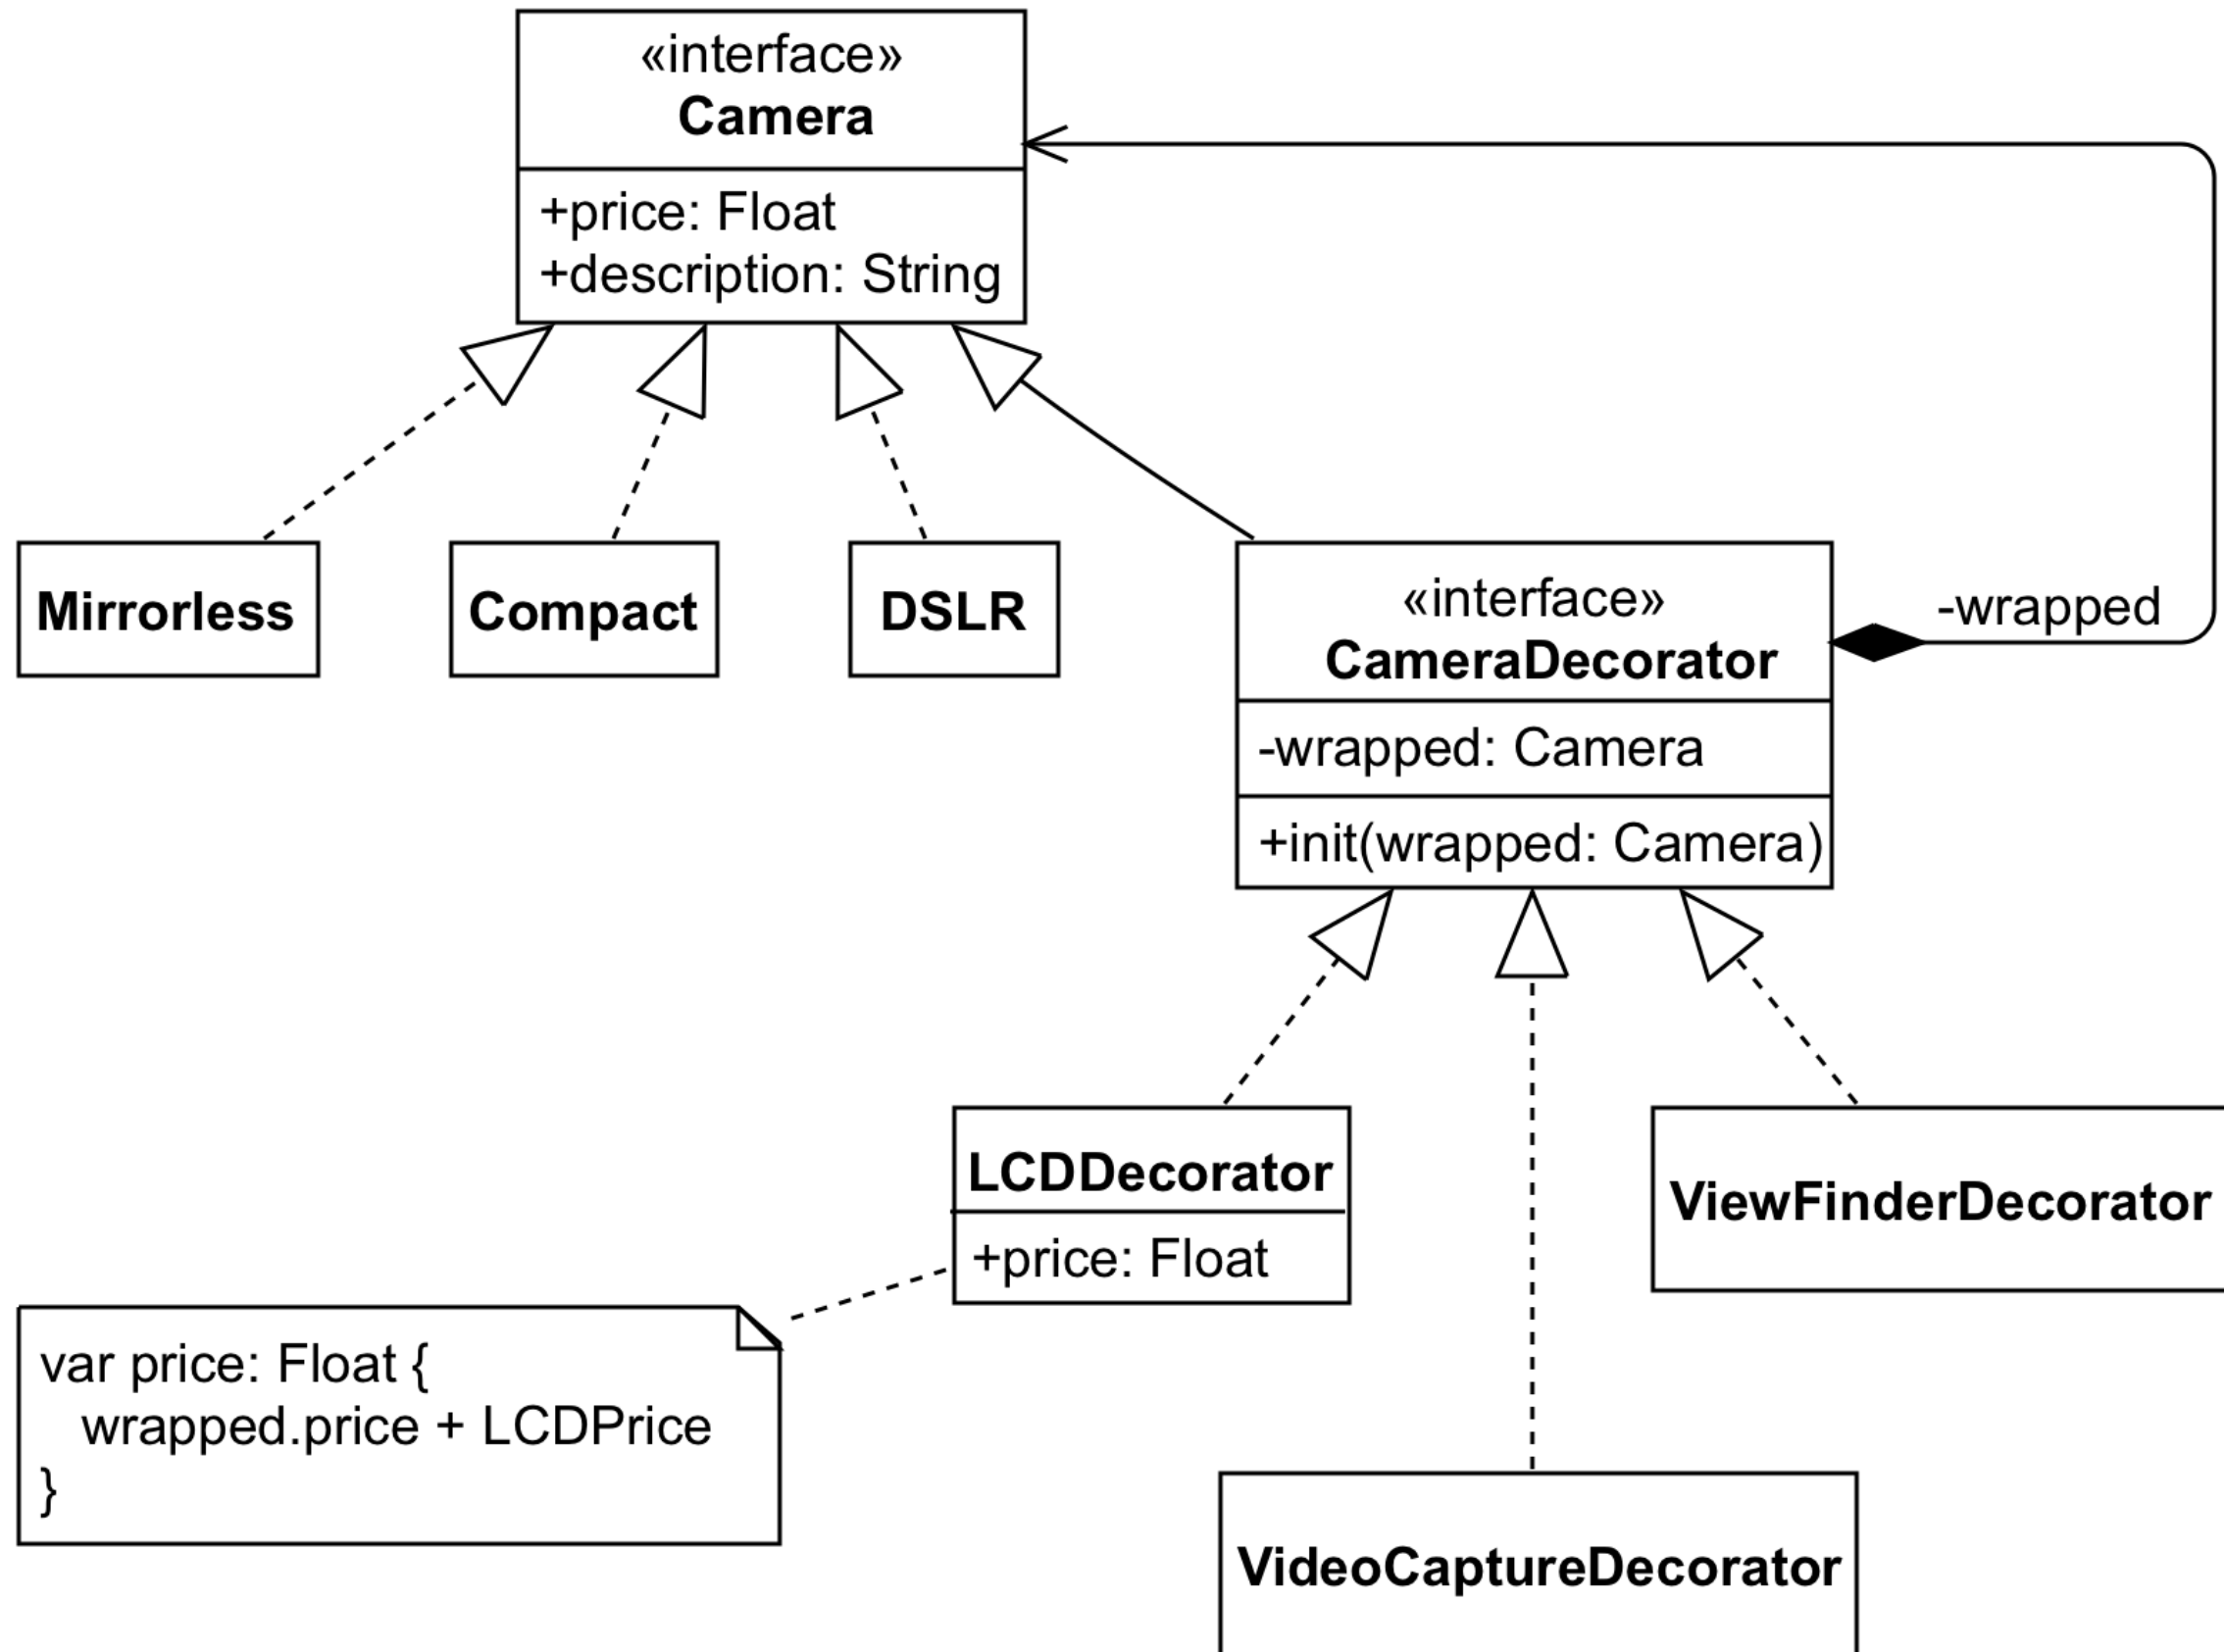 «interface»
Camera
+price: Float
+description: String
Mirrorless
Compact
DSLR
«interface»
CameraDecorator
-wrapped
-wrapped: Camera
+init(wrapped: Camera)
LCDDecorator
+price: Float
ViewFinderDecorator
var price: Float {
wrapped.price + LCDPrice
}
VideoCaptureDecorator